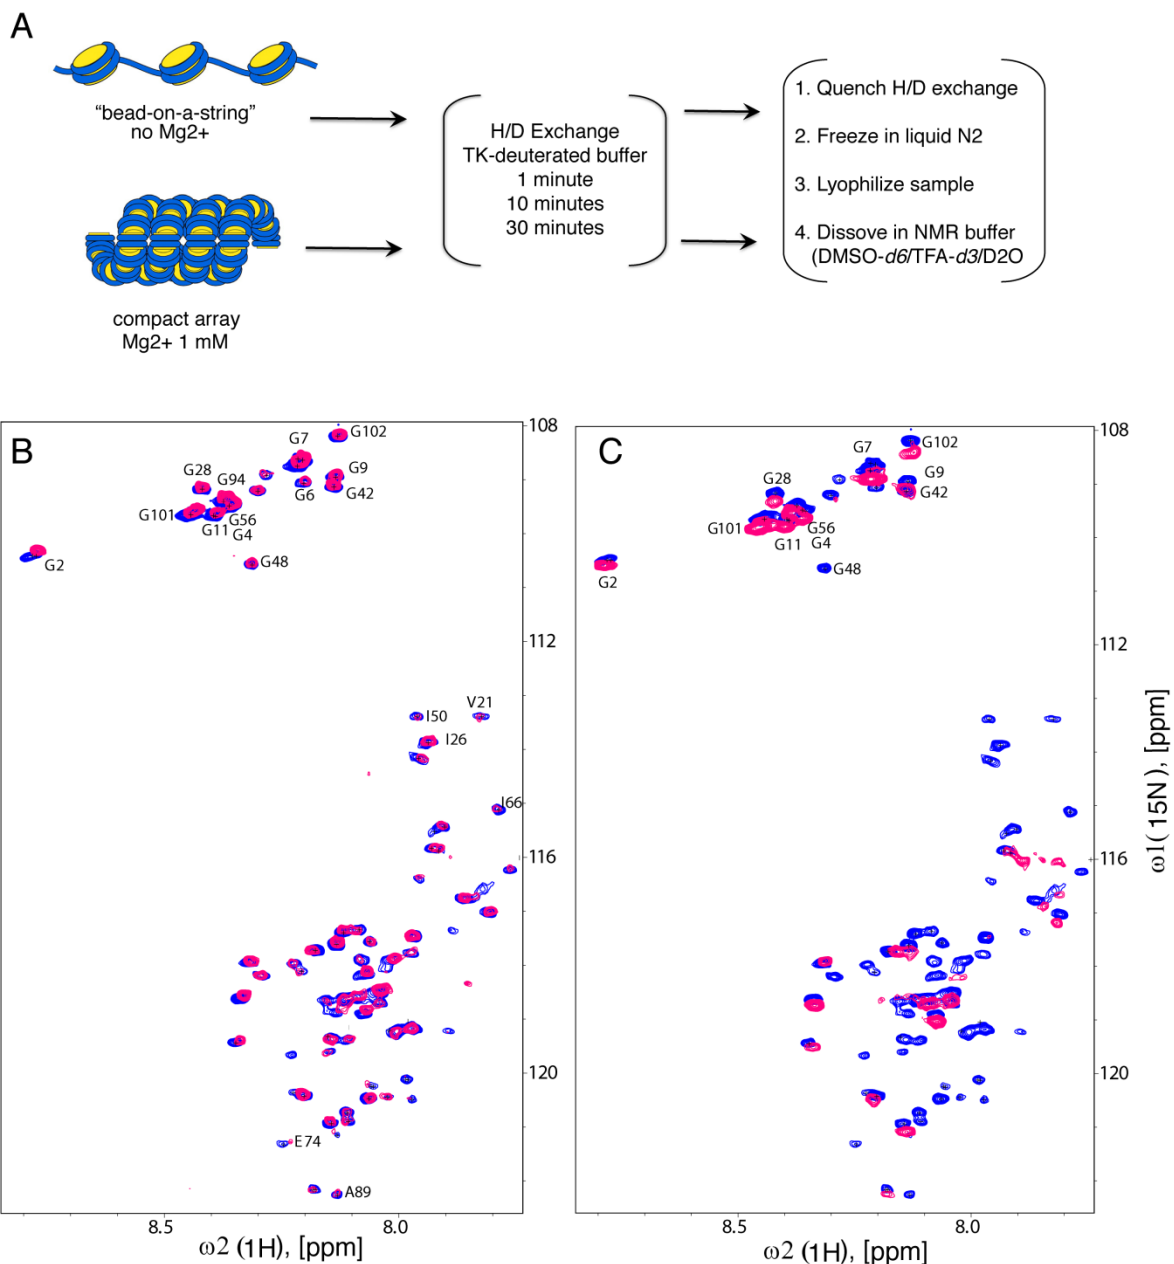 A
"bead-on-a-string"
no Mg2+
compact array
Mg2+ 1 mM
H/D Exchange
TK-deuterated buffer
1 minute
10 minutes
30 minutes
1. Quench H/D exchange
2. Freeze in liquid N2
3. Lyophilize sample
4. Dissove in NMR buffer
(DMSO-d6/TFA-d3/D2O
B
G102
G7
G28
G94
G9
G6
G42
G101
G56
G11
G4
G2
G48
V21
I50
I26
I66
E74
A89
108
112
116
120
8.5
8.0
ω2 (1H), [ppm]
C
G102
G7
G28
G9
G42
G101
G56
G11
G4
G48
G2
108
112
116
120
8.5
8.0
ω2 (1H), [ppm]
ω1(15N), [ppm]